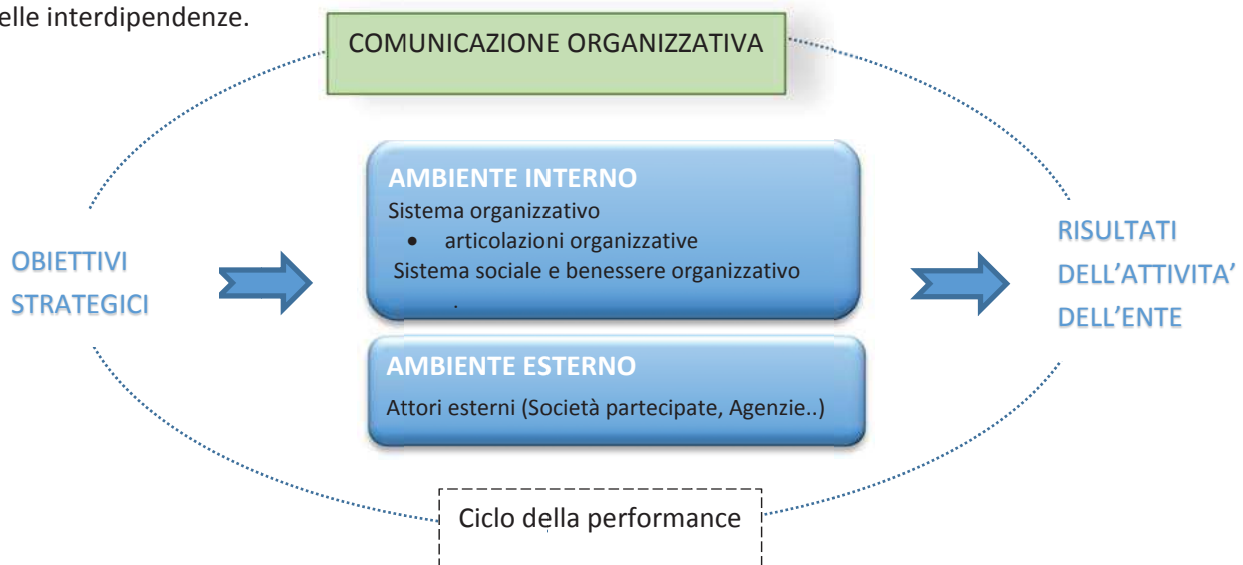 elle interdipendenze.
COMUNICAZIONE ORGANIZZATIVA
OBIETTIVI
STRATEGICI
AMBIENTE INTERNO
Sistema organizzativo
• articolazioni organizzative
Sistema sociale e benessere organizzativo
.
AMBIENTE ESTERNO
Attori esterni (Società partecipate, Agenzie..)
RISULTATI
DELL’ATTIVITA’
DELL’ENTE
Ciclo della performance